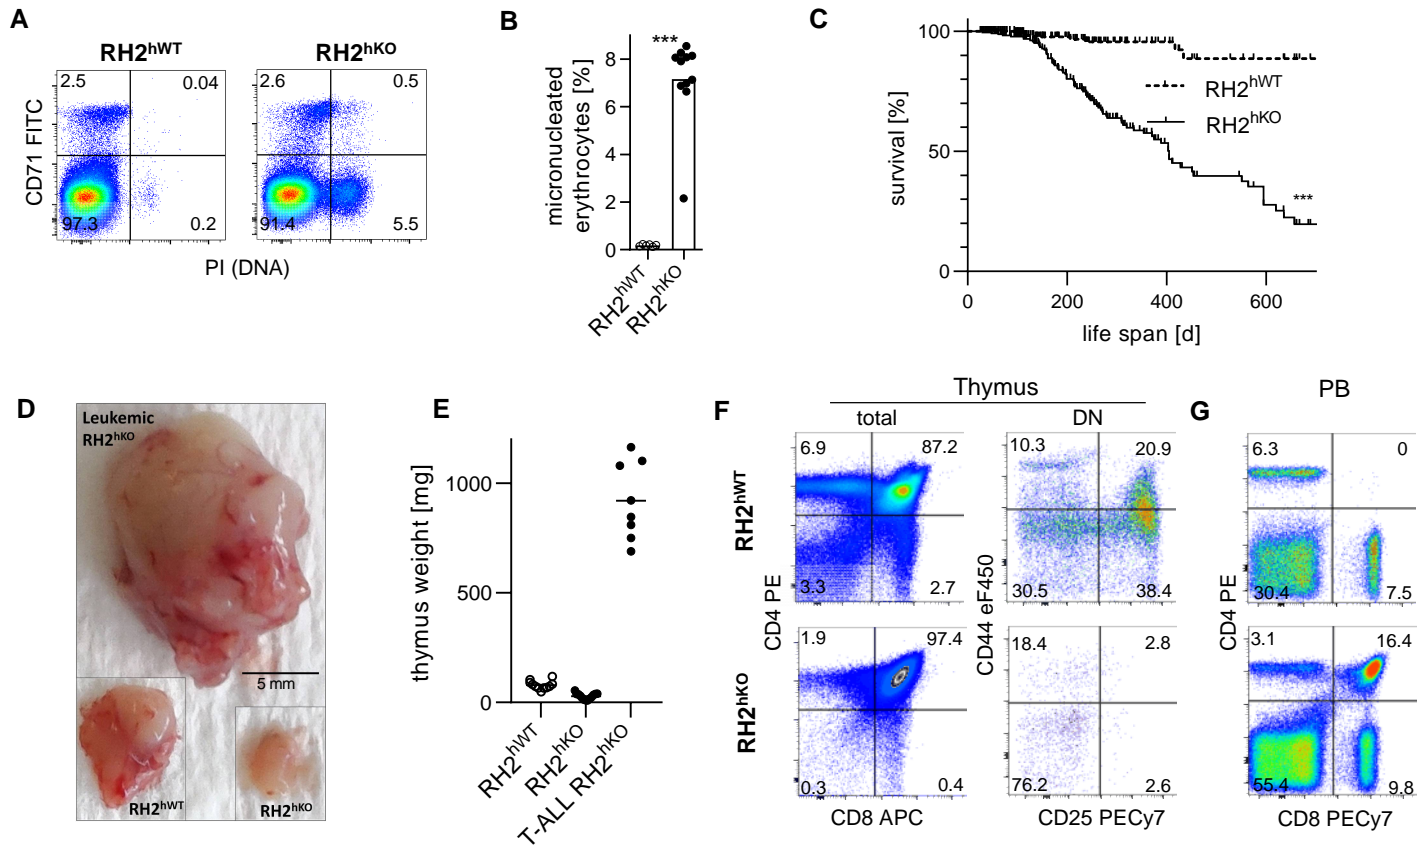 A
RH2hWT
RH2hKO
2.5
0.04
97.3
0.2
2.6
0.5
91.4
5.5
CD71 FITC
PI (DNA)
B
***
8
6
4
2
0
micronucleated
erythrocytes [%]
RH2hWT
RH2hKO
C
100
50
0
survival [%]
RH2hWT
RH2hKO
***
0
200
400
600
life span [d]
D
Leukemic
RH2hKO
5 mm
RH2hWT
RH2hKO
E
1000
500
0
thymus weight [mg]
RH2hWT
RH2hKO
T-ALL RH2hKO
F
Thymus
total
DN
RH2hWT
RH2hKO
6.9
87.2
3.3
2.7
10.3
20.9
30.5
38.4
1.9
97.4
0.3
0.4
18.4
2.8
76.2
2.6
CD4 PE
CD8 APC
CD44 eF450
CD25 PECy7
G
PB
6.3
0
30.4
7.5
3.1
16.4
55.4
9.8
CD4 PE
CD8 PECy7